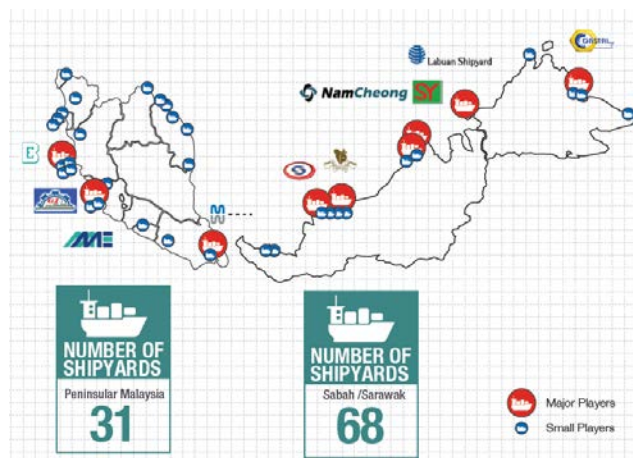 Labuan Shipyard
NamCheong
SY
NUMBER OF
SHIPYARDS
Peninsular Malaysia
31
NUMBER OF
SHIPYARDS
Sabah /Sarawak
68
Major Players
Small Players